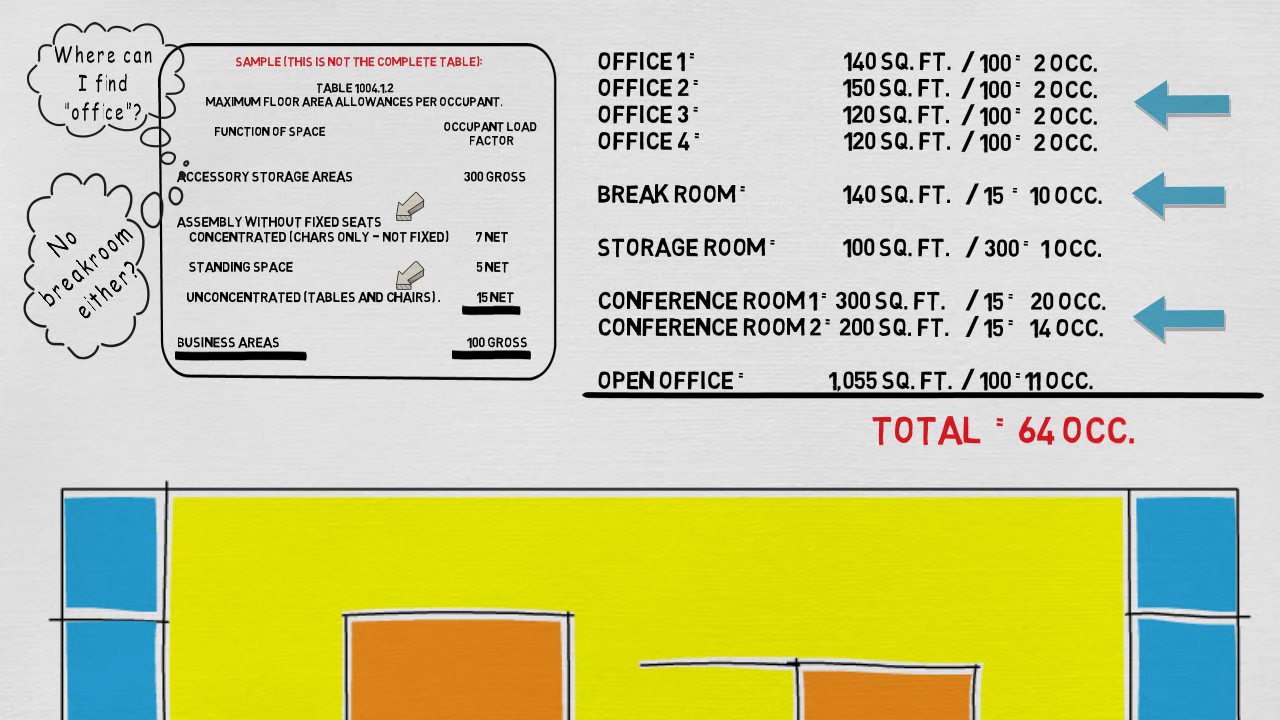 Where can
I find
"office"?
No
breakroom
either?
SAMPLE (THIS IS NOT THE COMPLETE TABLE):
TABLE 1004.1.2
MAXIMUM FLOOR AREA ALLOWANCES PER OCCUPANT.
FUNCTION OF SPACE OCCUPANT LOAD FACTOR
ACCESSORY STORAGE AREAS 300 GROSS
ASSEMBLY WITHOUT FIXED SEATS
CONCENTRATED (CHARS ONLY - NOT FIXED) 7 NET
STANDING SPACE 5 NET
UNCONCENTRATED (TABLES AND CHAIRS). 15 NET
BUSINESS AREAS 100 GROSS
OFFICE 1= 140 SQ. FT. / 100= 2 OCC.
OFFICE 2 = 150 SQ. FT. / 100= 2 OCC.
OFFICE 3 = 120 SQ. FT. / 100= 2 OCC.
OFFICE 4 = 120 SQ. FT. / 100= 2 OCC.
BREAK ROOM = 140 SQ. FT. / 15 = 10 OCC.
STORAGE ROOM = 100 SQ. FT. / 300= 1 OCC.
CONFERENCE ROOM 1= 300 SQ. FT. / 15= 20 OCC.
CONFERENCE ROOM 2= 200 SQ. FT. / 15= 14 OCC.
OPEN OFFICE = 1,055 SQ. FT. / 100=11 OCC.
TOTAL = 64 OCC.